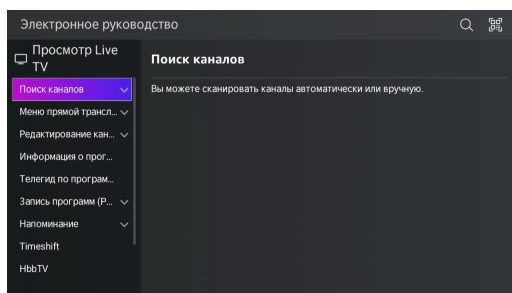 Электронное руководство
Просмотр Live
TV
Поиск каналов
Меню прямой трансл...
Редактирование кан...
Информация о прог...
Телегид по програм...
Запись программ (P...
Напоминание
Timeshift
HbbTV
Поиск каналов
Вы можете сканировать каналы автоматически или вручную.